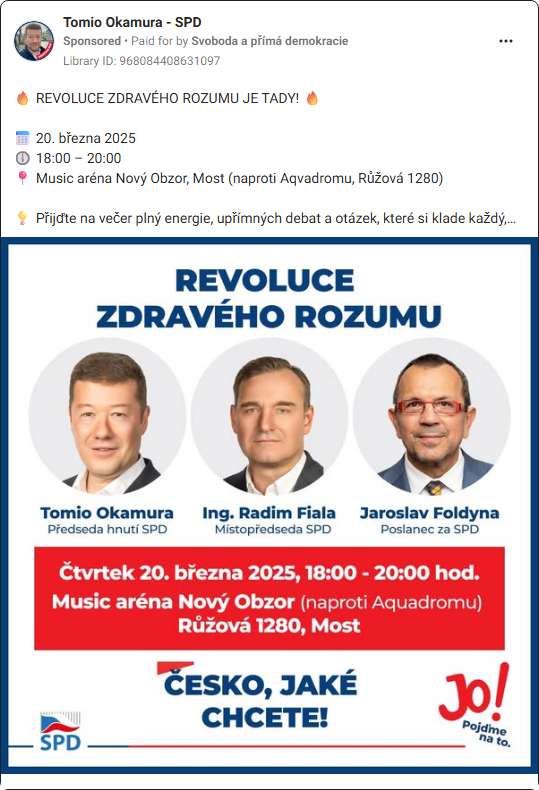 Tomio Okamura - SPD
Sponsored • Paid for by Svoboda a přímá demokracie
Library ID: 968084408631097
🔥 REVOLUCE ZDRAVÉHO ROZUMU JE TADY! 🔥
📅 20. března 2025
🕕 18:00 – 20:00
📍 Music aréna Nový Obzor, Most (naproti Aqvadromu, Růžová 1280)
💡 Přijďte na večer plný energie, upřímných debat a otázek, které si klade každý,...
REVOLUCE
ZDRAVÉHO ROZUMU
Tomio Okamura
Předseda hnutí SPD
Ing. Radim Fiala
Místopředseda SPD
Jaroslav Foldyna
Poslanec za SPD
Čtvrtek 20. března 2025, 18:00 - 20:00 hod.
Music aréna Nový Obzor (naproti Aquadromu)
Růžová 1280, Most
ČESKO, JAKÉ
CHCETE!
SPD
Jo!
Pojďme
na to.